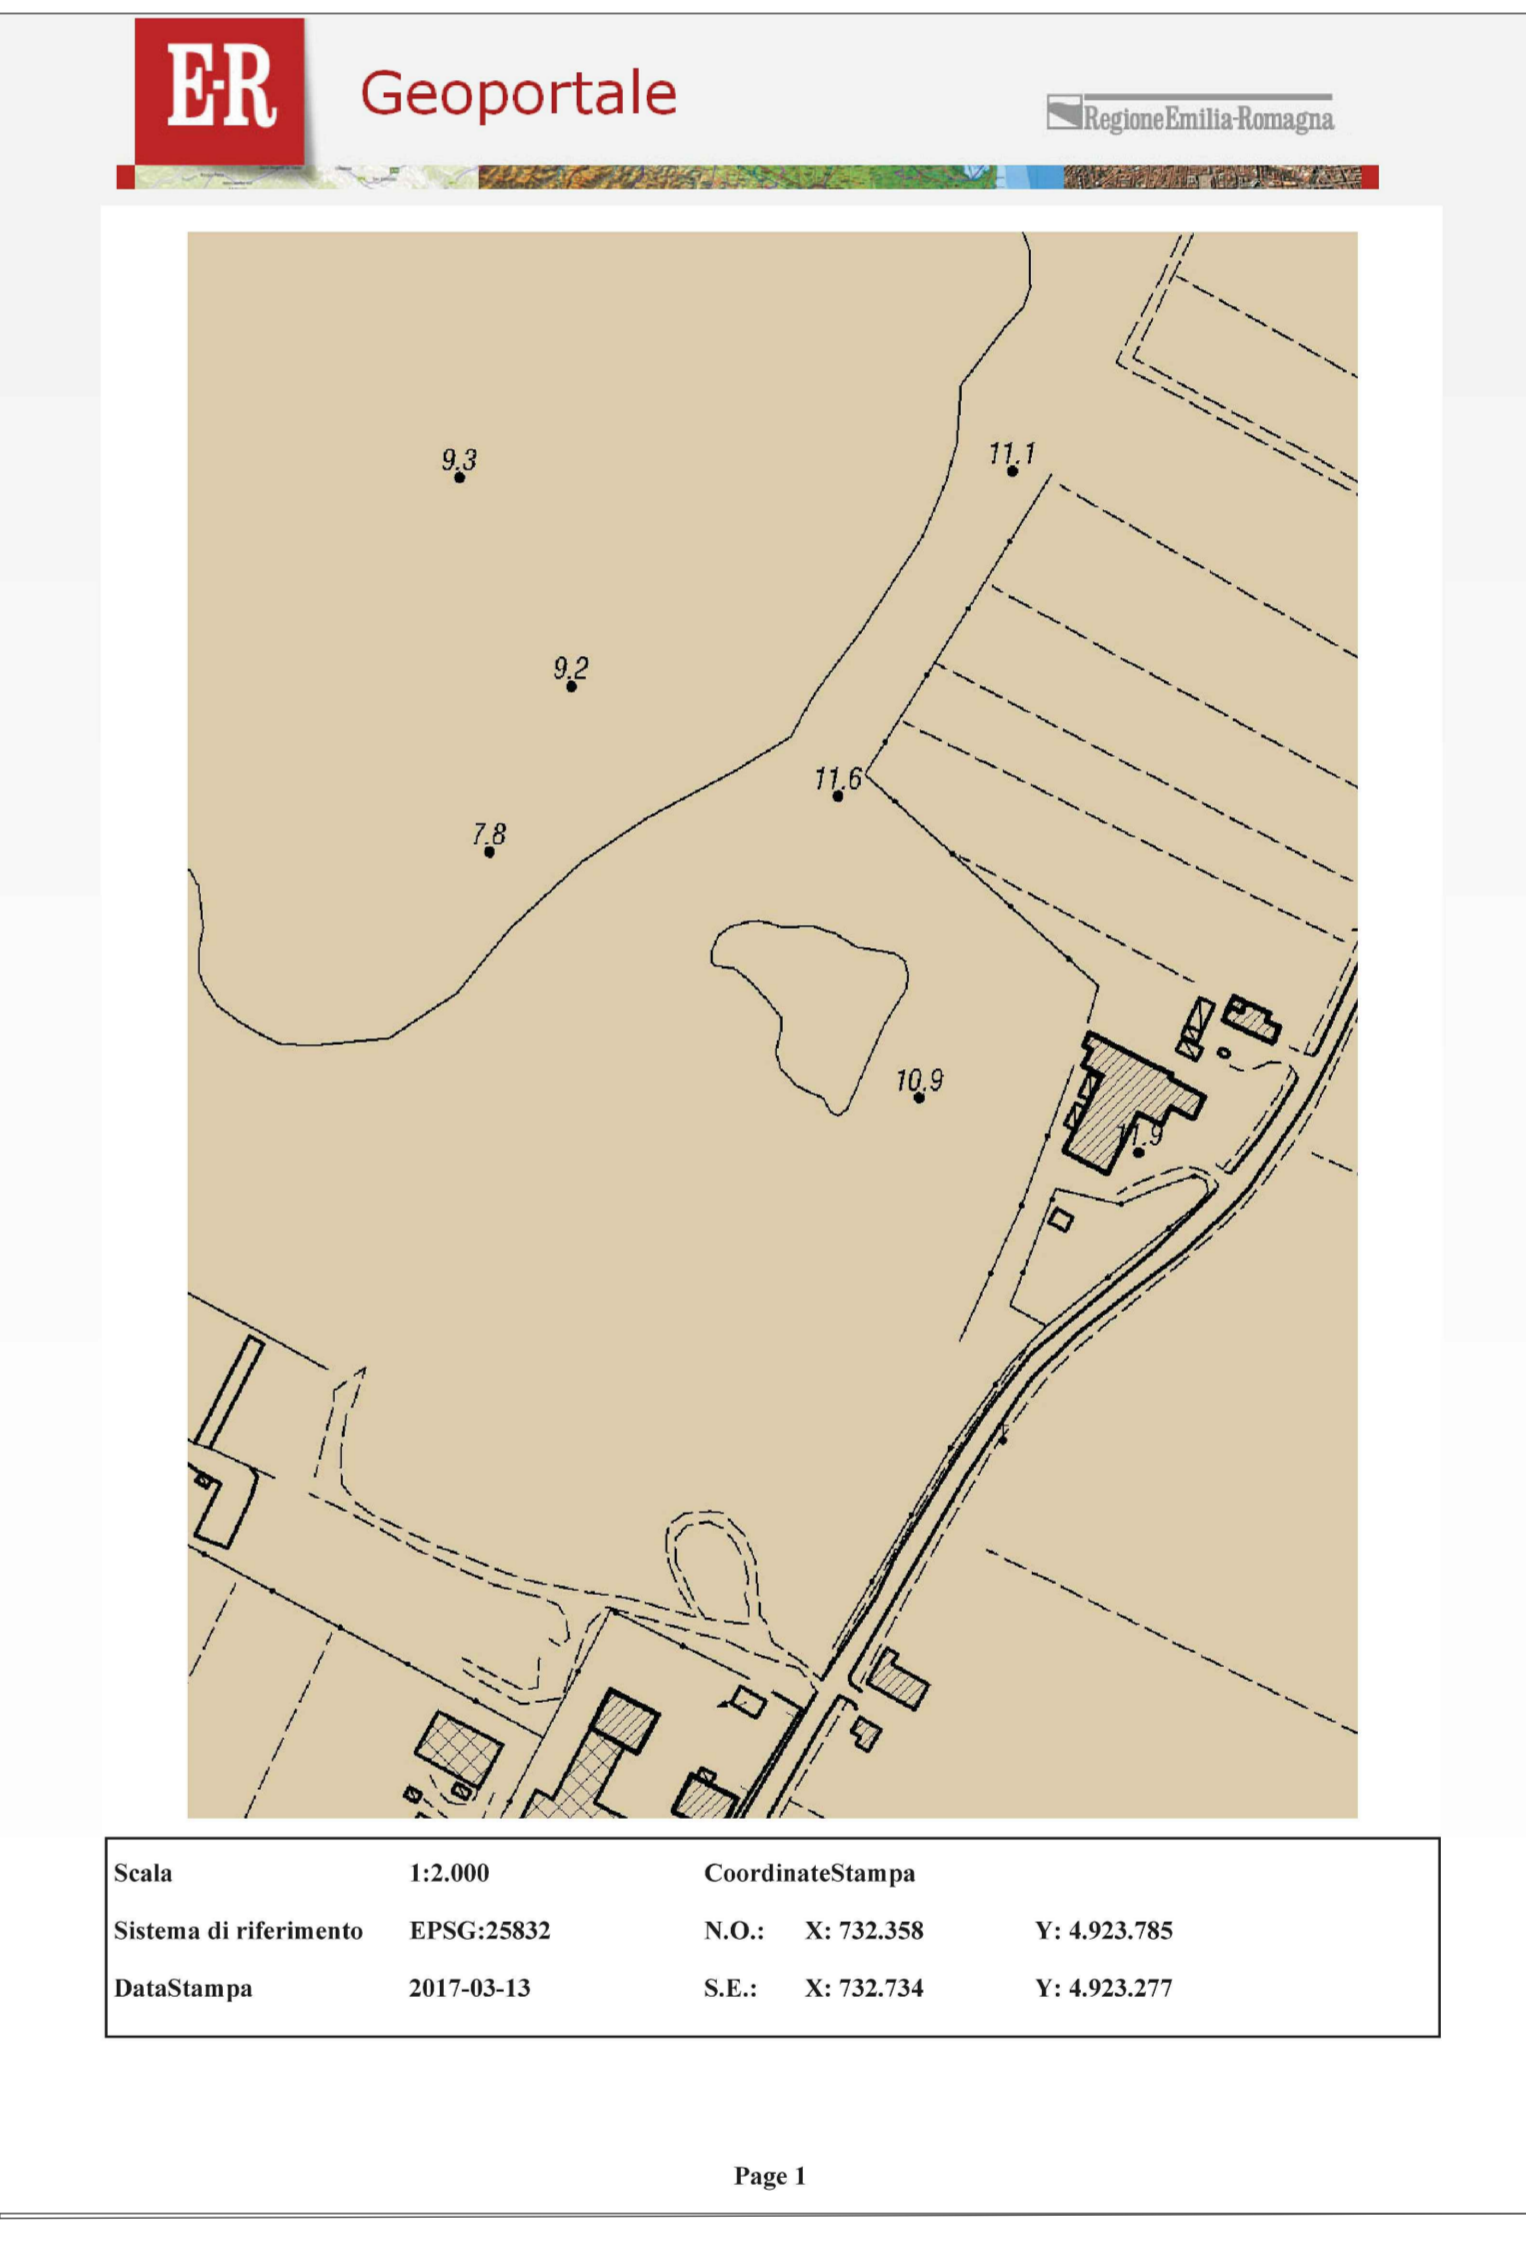 E-R
Geoportale
RegioneEmilia-Romagna
9.3
11.1
9.2
11.6
7.8
10.9
11.9
Scala 1:2.000 CoordinateStampa
Sistema di riferimento EPSG:25832 N.O.: X: 732.358 Y: 4.923.785
DataStampa 2017-03-13 S.E.: X: 732.734 Y: 4.923.277
Page 1